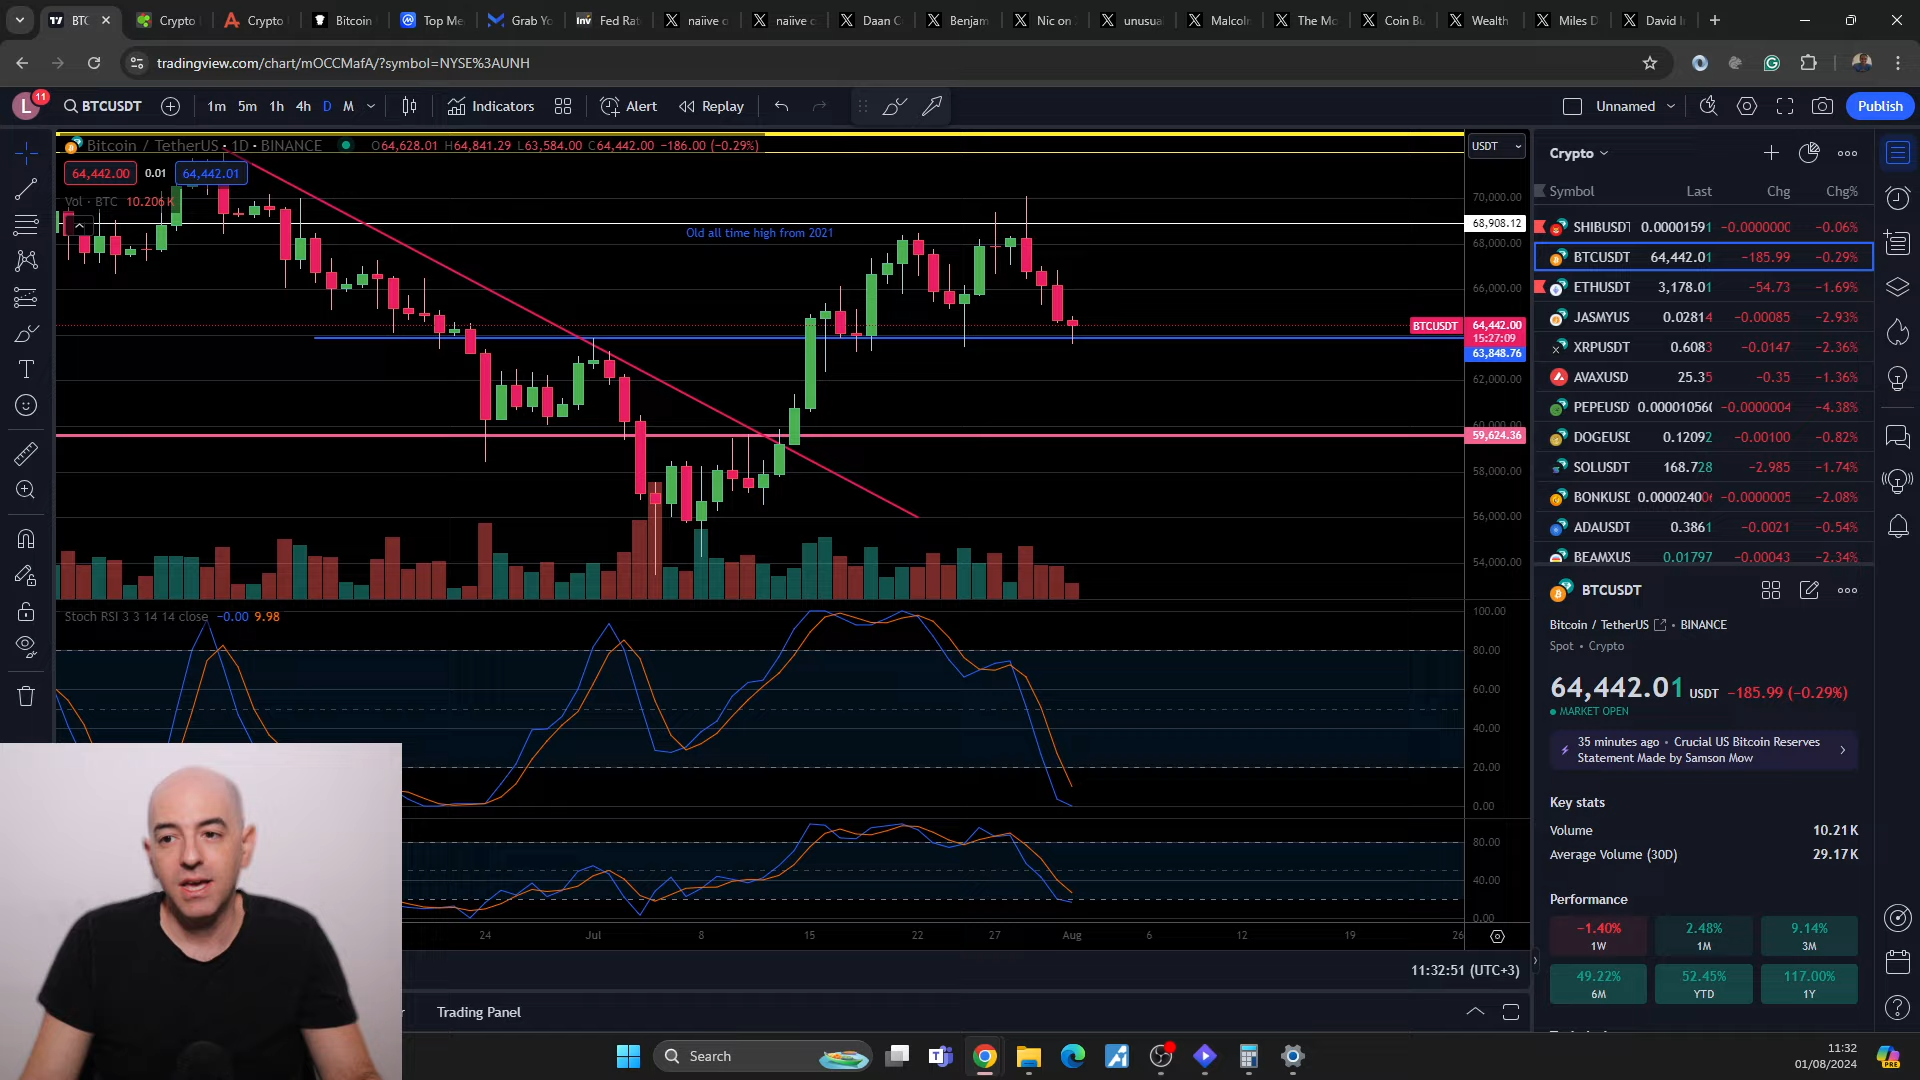 BTC
Crypto
Crypto
Bitcoin
Top Me
Grab Yo
Fed Rat
naiive o
naiive o
Daan C
Benjam
Nic on
unusua
Malcolm
The Mo
Coin Bu
Wealth
Miles D
David I
tradingview.com/chart/mOCCMafA/?symbol=NYSE%3AUNH
L 11 BTCUSDT 1m 5m 1h 4h D M Indicators Alert Replay Unnamed Publish
Bitcoin / TetherUS · 1D · BINANCE O64,628.01 H64,841.29 L63,584.00 C64,442.00 −186.00 (−0.29%)
USDT
64,442.00 0.01 64,442.01
Vol · BTC 10.206K
70,000.00
68,908.12
Old all time high from 2021
68,000.00
66,000.00
BTCUSDT 64,442.00
15:27:09
63,848.76
62,000.00
60,000.00
59,624.36
58,000.00
56,000.00
54,000.00
Stoch RSI 3 3 14 14 close −0.00 9.98
100.00
80.00
60.00
40.00
20.00
0.00
80.00
40.00
0.00
24 Jul 8 15 22 27 Aug 6 12 19 26
11:32:51 (UTC+3)
Trading Panel
Crypto
Symbol Last Chg Chg%
SHIBUSDT 0.00001591 −0.0000000 −0.06%
BTCUSDT 64,442.01 −185.99 −0.29%
ETHUSDT 3,178.01 −54.73 −1.69%
JASMYUS 0.02814 −0.00085 −2.93%
XRPUSDT 0.6083 −0.0147 −2.36%
AVAXUSD 25.35 −0.35 −1.36%
PEPEUSD 0.00001056 −0.0000004 −4.38%
DOGEUSD 0.12092 −0.00100 −0.82%
SOLUSDT 168.728 −2.985 −1.74%
BONKUSD 0.0000240 −0.0000005 −2.08%
ADAUSDT 0.3861 −0.0021 −0.54%
BEAMXUS 0.01797 −0.00043 −2.34%
BTCUSDT
Bitcoin / TetherUS • BINANCE
Spot • Crypto
64,442.01 USDT −185.99 (−0.29%)
MARKET OPEN
35 minutes ago • Crucial US Bitcoin Reserves
Statement Made by Samson Mow
Key stats
Volume 10.21K
Average Volume (30D) 29.17K
Performance
−1.40% 2.48% 9.14%
1W 1M 3M
49.22% 52.45% 117.00%
6M YTD 1Y
Search
11:32
01/08/2024
PRE